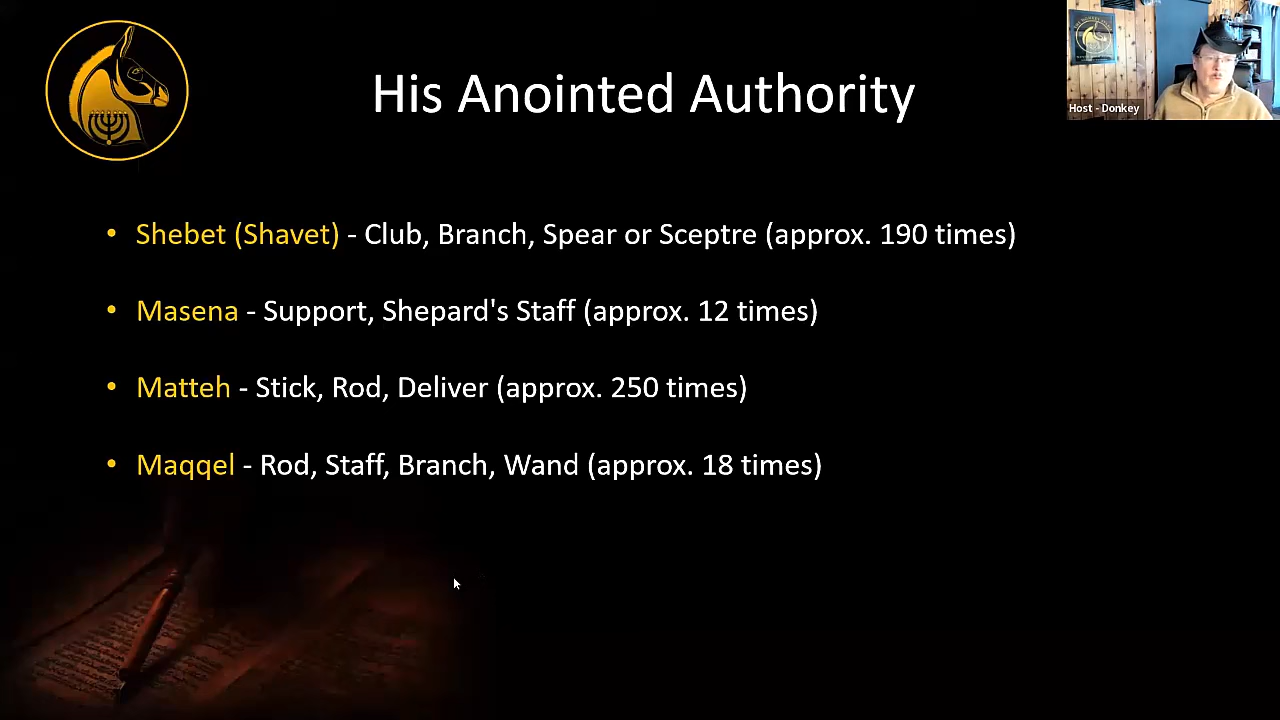 His Anointed Authority
Host - Donkey
• Shebet (Shavet) - Club, Branch, Spear or Sceptre (approx. 190 times)
• Masena - Support, Shepard's Staff (approx. 12 times)
• Matteh - Stick, Rod, Deliver (approx. 250 times)
• Maqqel - Rod, Staff, Branch, Wand (approx. 18 times)